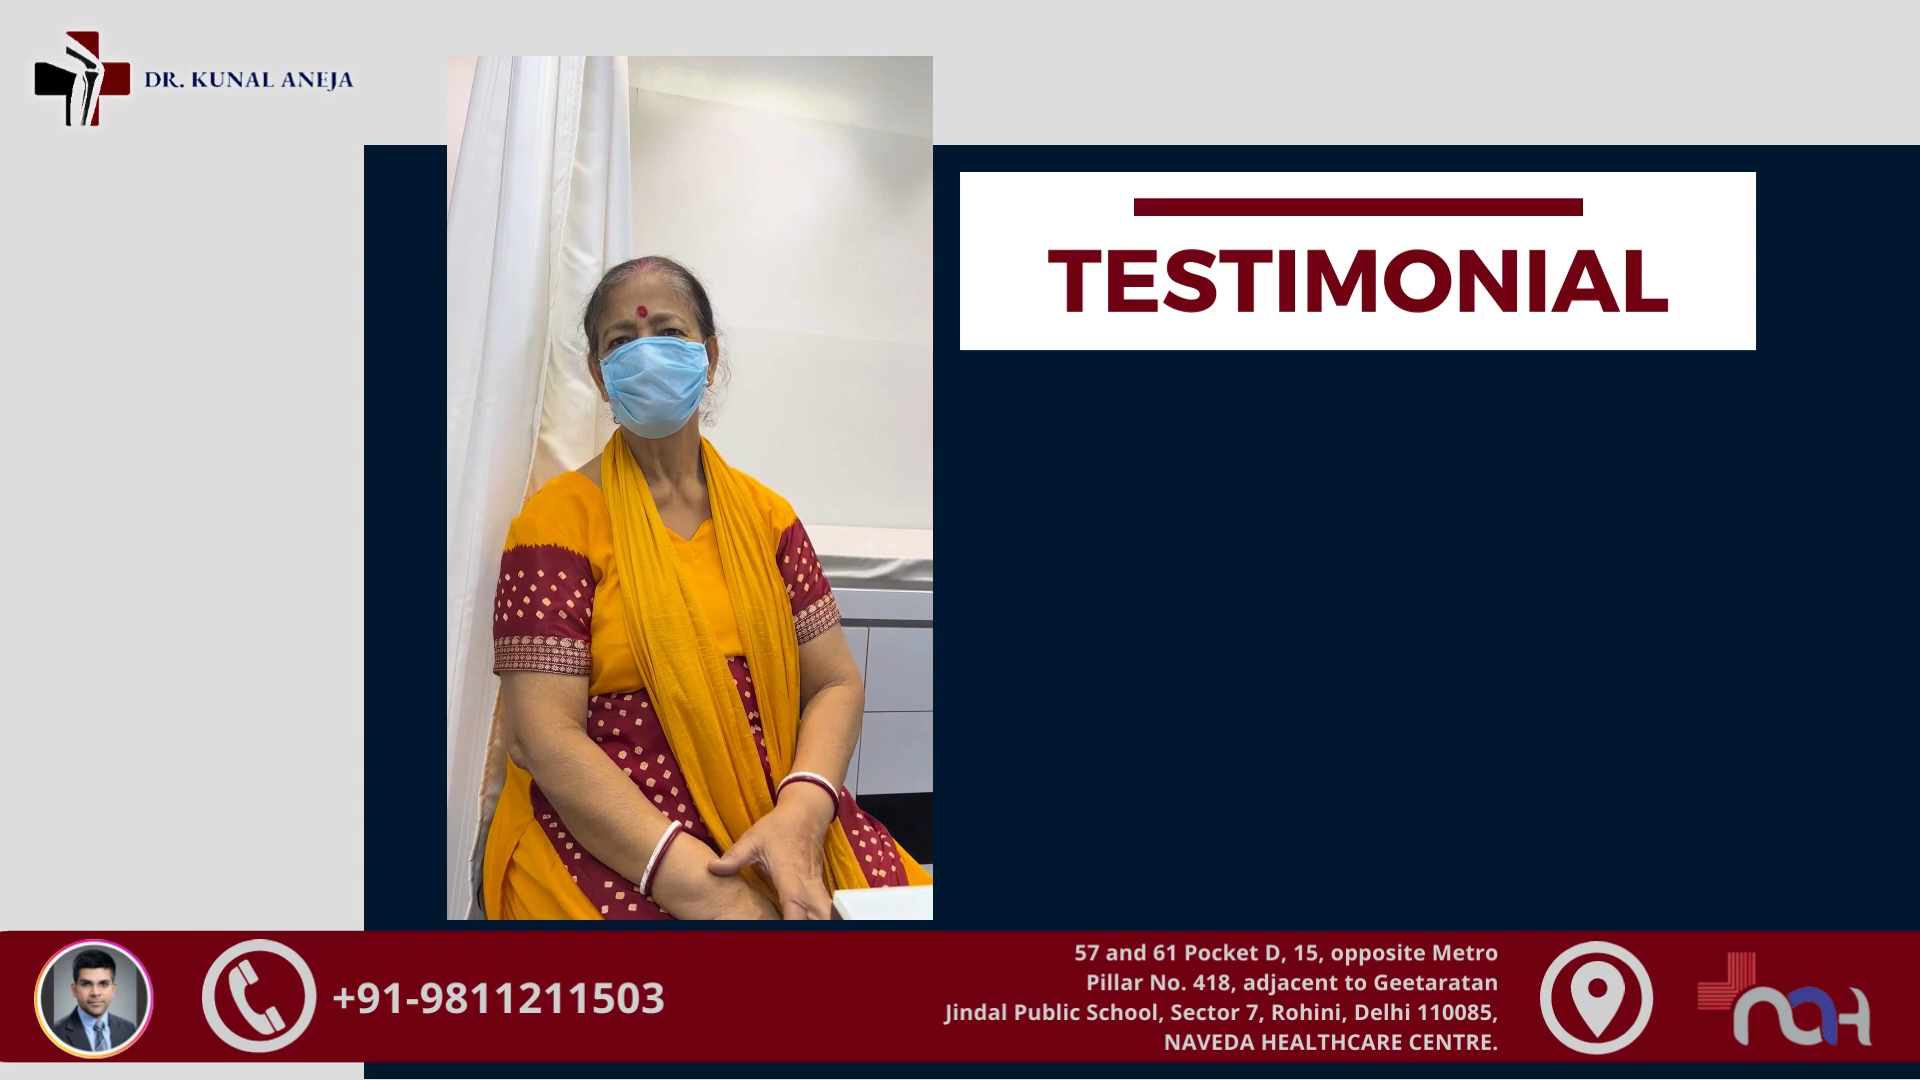 DR. KUNAL ANEJA
TESTIMONIAL
+91-9811211503
57 and 61 Pocket D, 15, opposite Metro
Pillar No. 418, adjacent to Geetaratan
Jindal Public School, Sector 7, Rohini, Delhi 110085,
NAVEDA HEALTHCARE CENTRE.